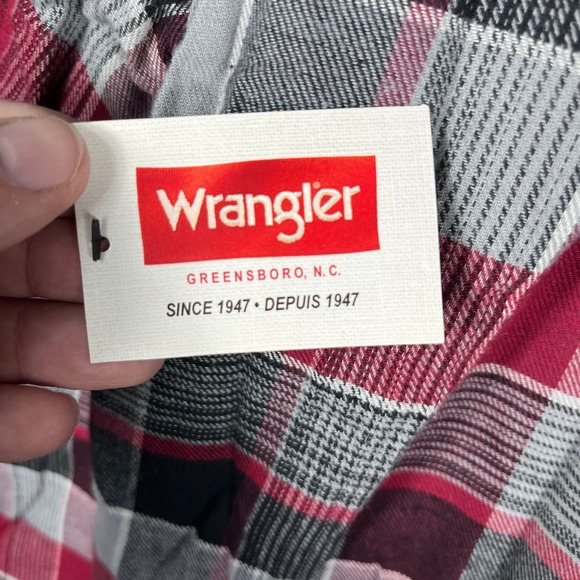 Wrangler®
GREENSBORO, N.C.
SINCE 1947 • DEPUIS 1947